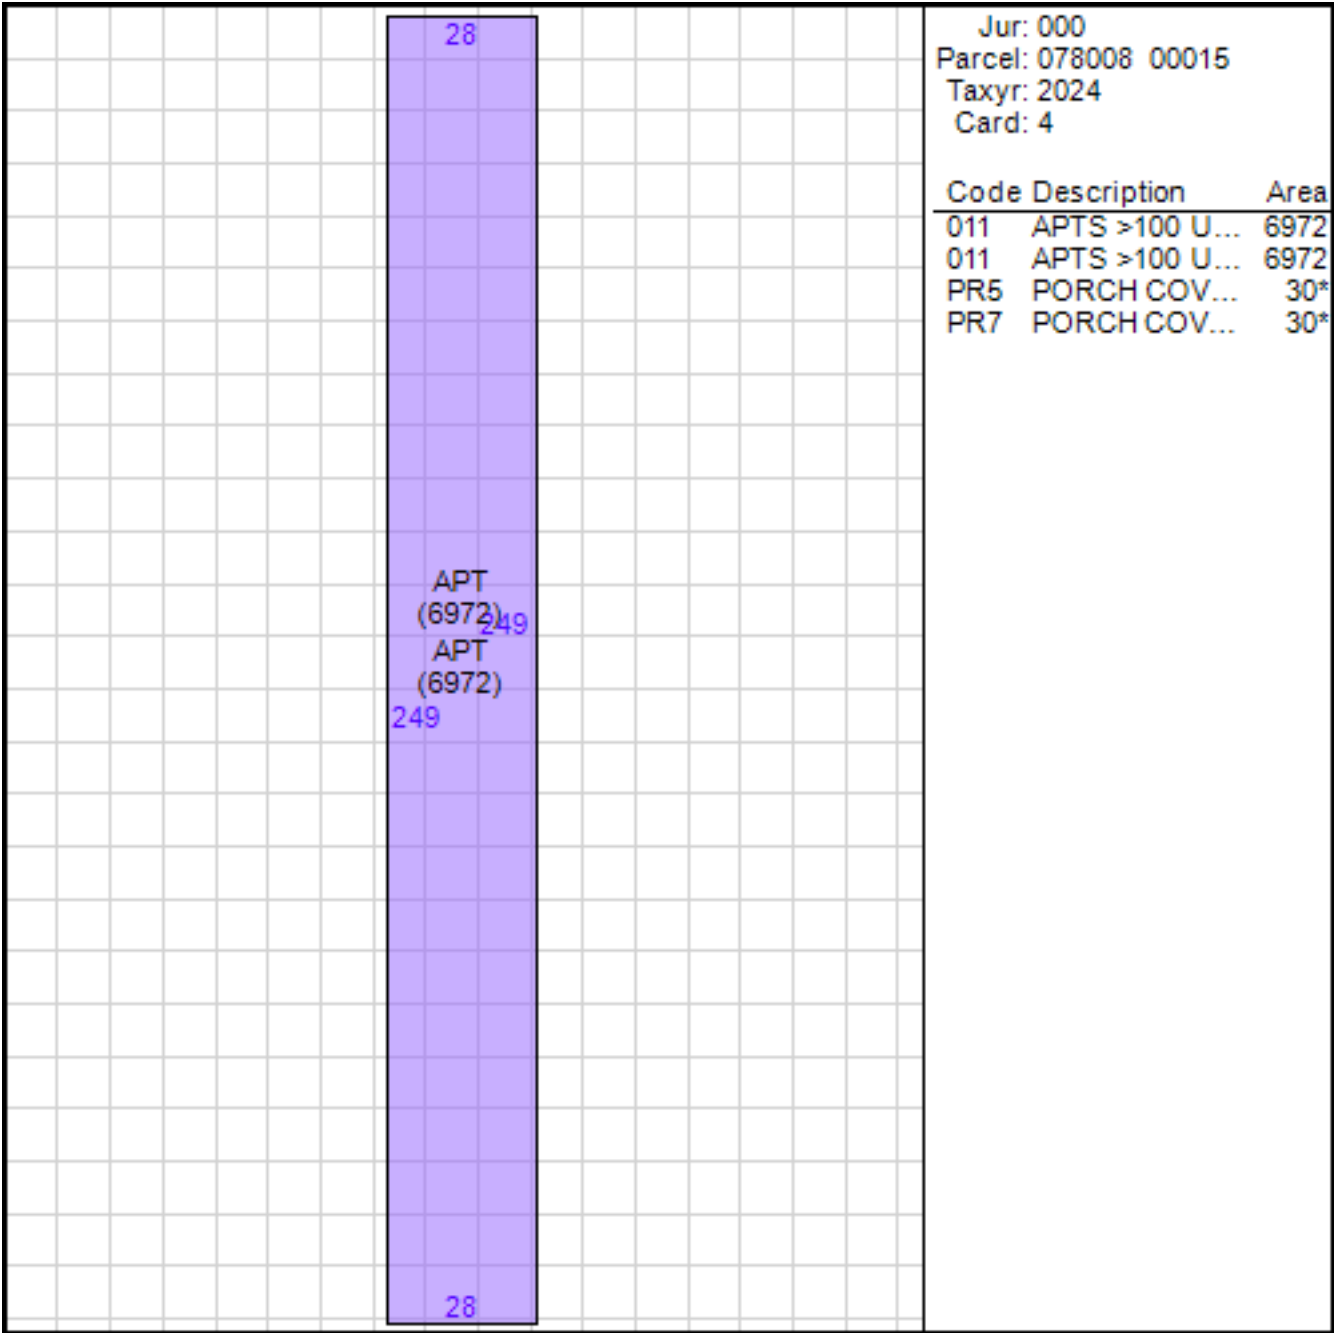 28
APT
(6972)
249
APT
(6972)
249
28
Jur: 000
Parcel: 078008 00015
Taxyr: 2024
Card: 4
Code Description Area
011 APTS >100 U... 6972
011 APTS >100 U... 6972
PR5 PORCH COV... 30*
PR7 PORCH COV... 30*